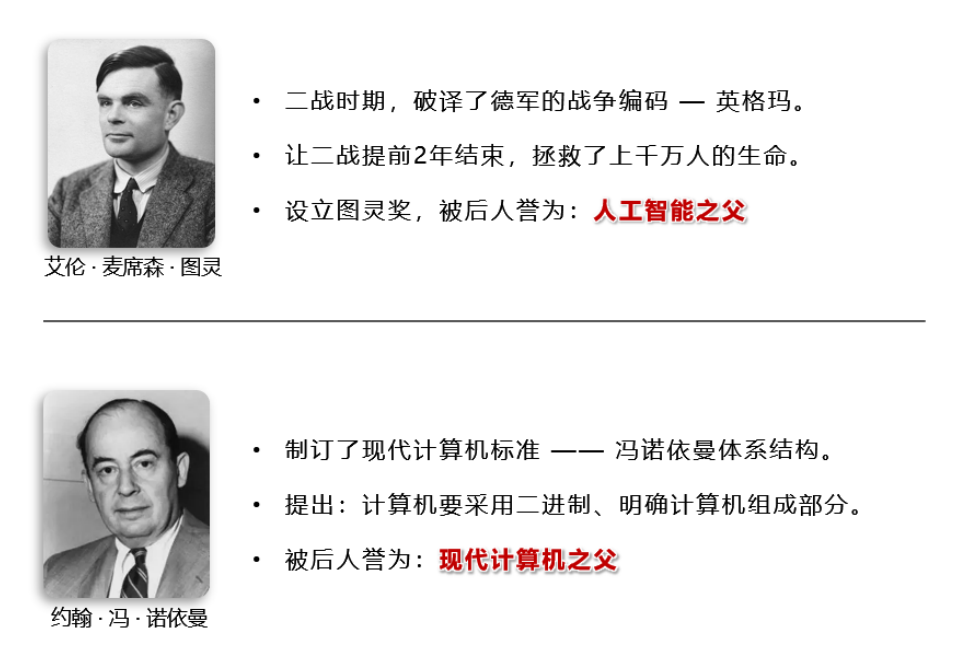 • 二战时期，破译了德军的战争编码 — 英格玛。
• 让二战提前2年结束，拯救了上千万人的生命。
• 设立图灵奖，被后人誉为：人工智能之父
艾伦 · 麦席森 · 图灵
• 制订了现代计算机标准 —— 冯诺依曼体系结构。
• 提出：计算机要采用二进制、明确计算机组成部分。
• 被后人誉为：现代计算机之父
约翰 · 冯 · 诺依曼